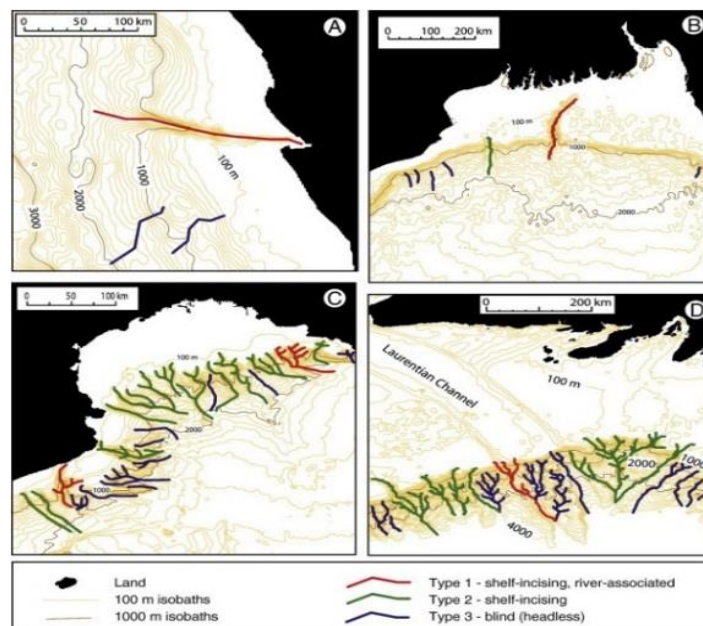 0 50 100 km
A
3000
2000
1000
100 m
0 100 200 km
B
100 m
1000
2000
0 50 100 km
C
100 m
2000
1000
0 200 km
D
Laurentian Channel
100 m
2000
1000
4000
Land
100 m isobaths
1000 m isobaths
Type 1 - shelf-incising, river-associated
Type 2 - shelf-incising
Type 3 - blind (headless)